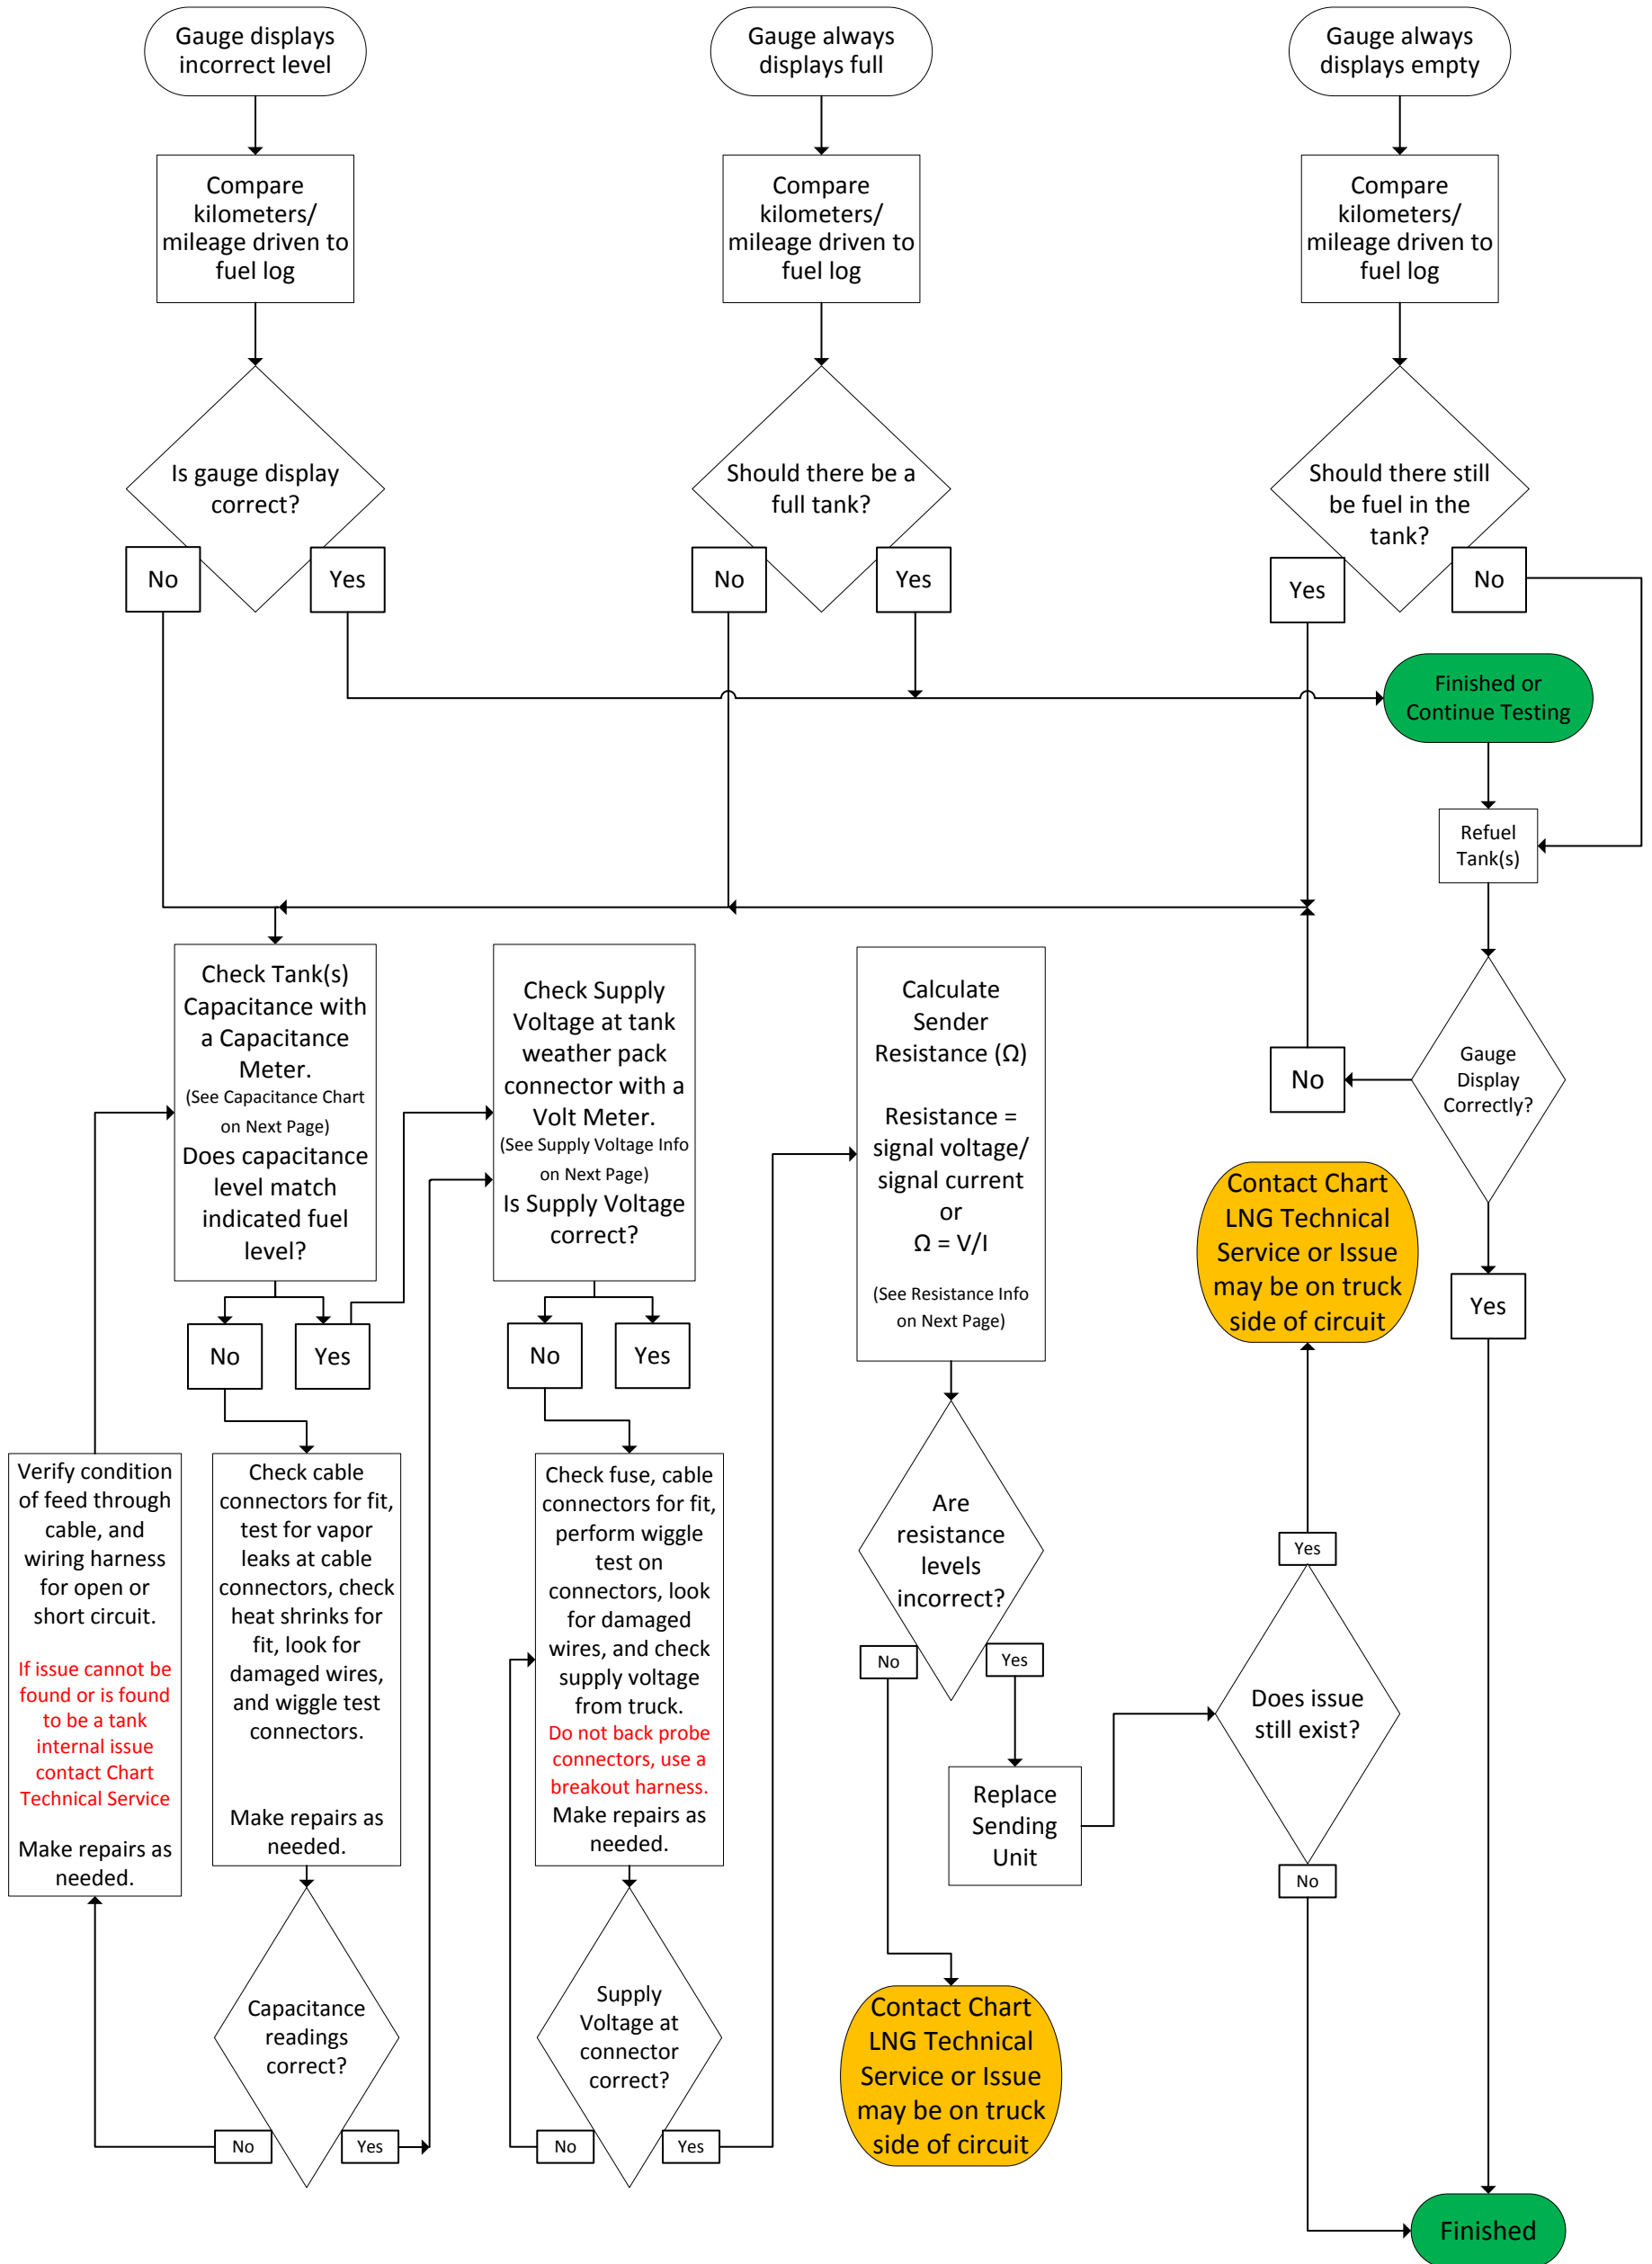 Gauge displays
incorrect level
Gauge always
displays full
Gauge always
displays empty
Compare
kilometers/
mileage driven to
fuel log
Compare
kilometers/
mileage driven to
fuel log
Compare
kilometers/
mileage driven to
fuel log
Is gauge display
correct?
No
Yes
Should there be a
full tank?
No
Yes
Should there still
be fuel in the
tank?
Yes
No
Finished or
Continue Testing
Refuel
Tank(s)
Gauge
Display
Correctly?
No
Yes
Check Tank(s)
Capacitance with
a Capacitance
Meter.
(See Capacitance Chart
on Next Page)
Does capacitance
level match
indicated fuel
level?
No
Yes
Check Supply
Voltage at tank
weather pack
connector with a
Volt Meter.
(See Supply Voltage Info
on Next Page)
Is Supply Voltage
correct?
No
Yes
Calculate
Sender
Resistance (Ω)
Resistance =
signal voltage/
signal current
or
Ω = V/I
(See Resistance Info
on Next Page)
Contact Chart
LNG Technical
Service or Issue
may be on truck
side of circuit
Verify condition
of feed through
cable, and
wiring harness
for open or
short circuit.
If issue cannot be
found or is found
to be a tank
internal issue
contact Chart
Technical Service
Make repairs as
needed.
Check cable
connectors for fit,
test for vapor
leaks at cable
connectors, check
heat shrinks for
fit, look for
damaged wires,
and wiggle test
connectors.
Make repairs as
needed.
Check fuse, cable
connectors for fit,
perform wiggle
test on
connectors, look
for damaged
wires, and check
supply voltage
from truck.
Do not back probe
connectors, use a
breakout harness.
Make repairs as
needed.
Are
resistance
levels
incorrect?
No
Yes
Replace
Sending
Unit
Yes
Does issue
still exist?
No
Capacitance
readings
correct?
No
Yes
Supply
Voltage at
connector
correct?
No
Yes
Contact Chart
LNG Technical
Service or Issue
may be on truck
side of circuit
Finished